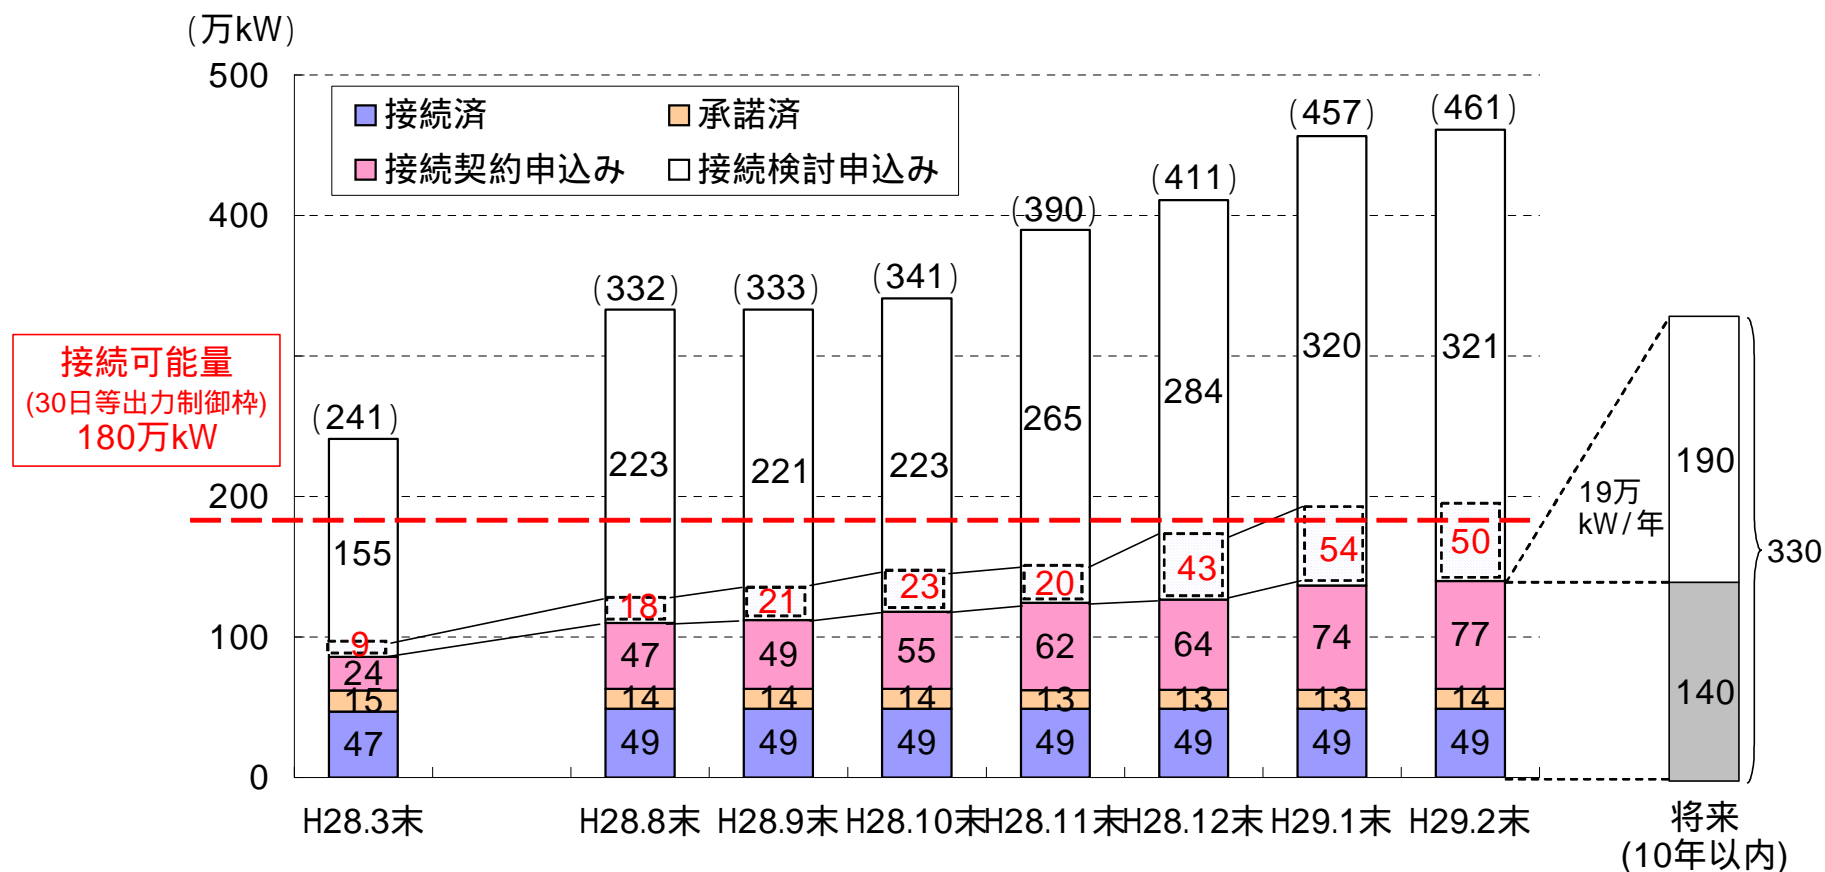 (万kW)
500
400
200
100
0
接続済
承諾済
接続契約申込み
接続検討申込み
接続可能量
(30日等出力制御枠)
180万kW
(241)
155
9
24
15
47
H28.3末
(332)
223
18
47
14
49
H28.8末
(333)
221
21
49
14
49
H28.9末
(341)
223
23
55
14
49
H28.10末
(390)
265
20
62
13
49
H28.11末
(411)
284
43
64
13
49
H28.12末
(457)
320
54
74
13
49
H29.1末
(461)
321
50
77
14
49
H29.2末
19万
kW/年
190
140
330
将来
(10年以内)